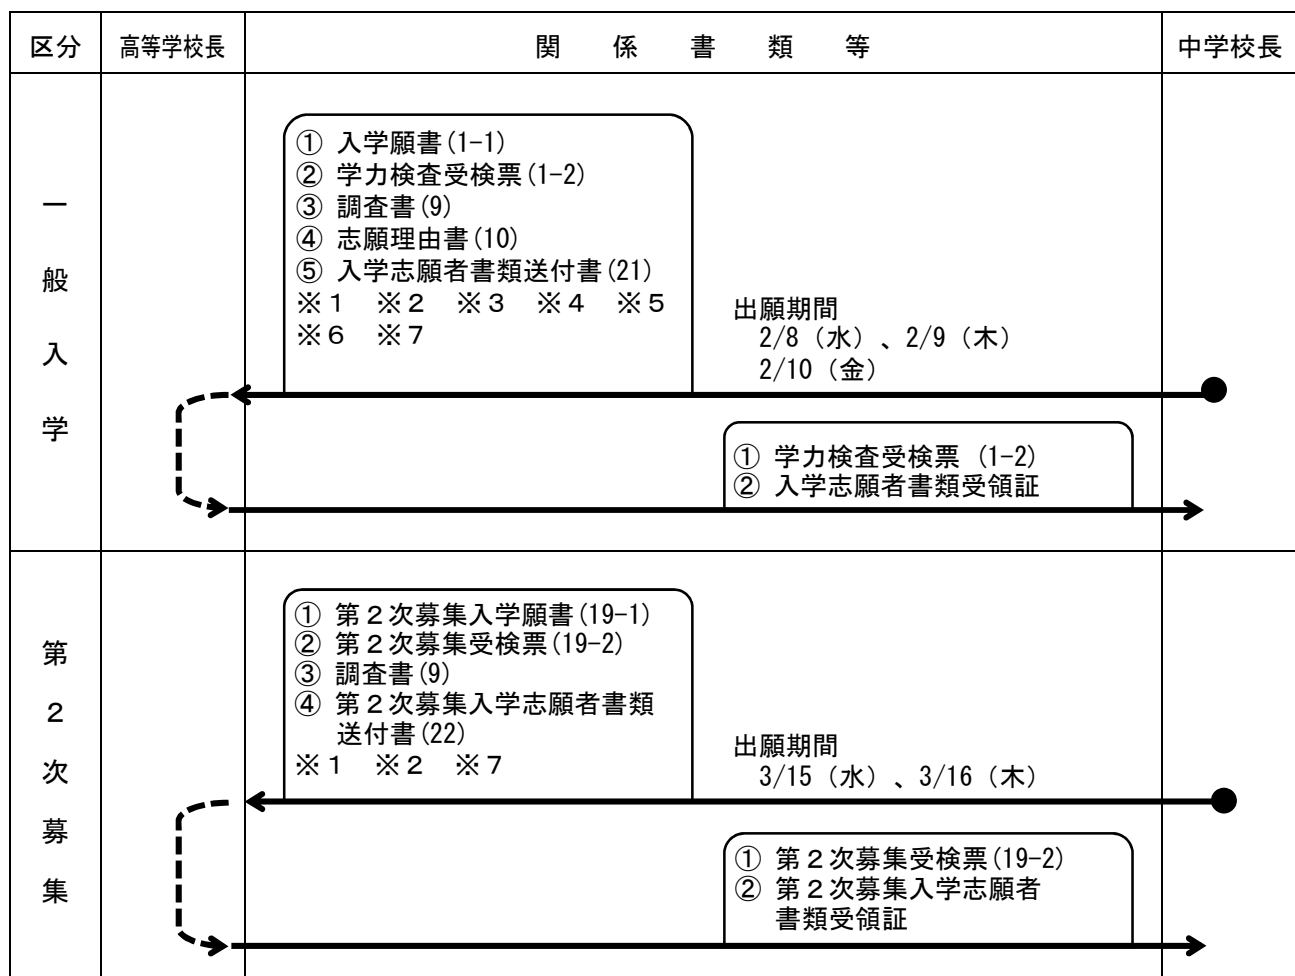 区分 高等学校長 関係書類等 中学校長
一般入学
① 入学願書(1-1)
② 学力検査受検票(1-2)
③ 調査書(9)
④ 志願理由書(10)
⑤ 入学志願者書類送付書(21)
※1 ※2 ※3 ※4 ※5
※6 ※7
出願期間
2/8（水）、2/9（木）
2/10（金）
① 学力検査受検票 (1-2)
② 入学志願者書類受領証
第2次募集
① 第2次募集入学願書(19-1)
② 第2次募集受検票(19-2)
③ 調査書(9)
④ 第2次募集入学志願者書類
送付書(22)
※1 ※2 ※7
出願期間
3/15（水）、3/16（木）
① 第2次募集受検票(19-2)
② 第2次募集入学志願者
書類受領証